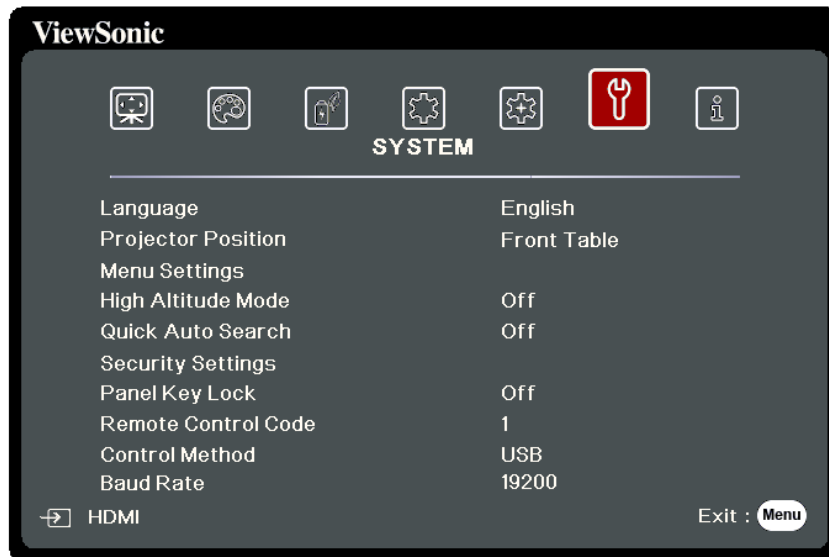 ViewSonic
SYSTEM
Language English
Projector Position Front Table
Menu Settings
High Altitude Mode Off
Quick Auto Search Off
Security Settings
Panel Key Lock Off
Remote Control Code 1
Control Method USB
Baud Rate 19200
HDMI Exit : Menu